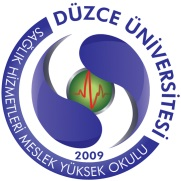 DÜZCE ÜNİVERSİTESİ
SAĞLIK HİZMETLERİ MESLEK YÜKSEK OKULU
2009